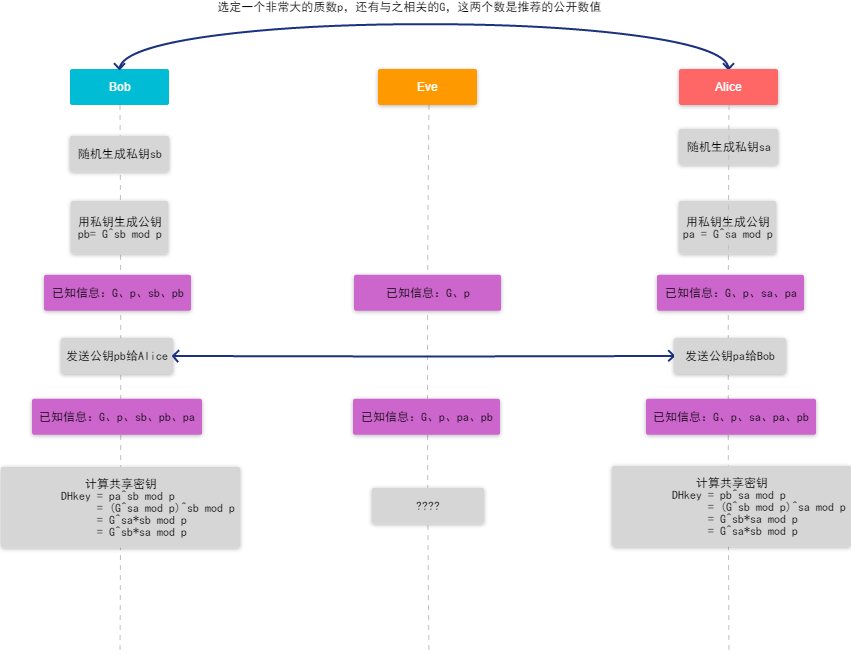 选定一个非常大的质数p，还有与之相关的G，这两个数是推荐的公开数值
Bob
Eve
Alice
随机生成私钥sb
随机生成私钥sa
用私钥生成公钥
pb= G^sb mod p
用私钥生成公钥
pa = G^sa mod p
已知信息：G、p、sb、pb
已知信息：G、p
已知信息：G、p、sa、pa
发送公钥pb给Alice
发送公钥pa给Bob
已知信息：G、p、sb、pb、pa
已知信息：G、p、pa、pb
已知信息：G、p、sa、pa、pb
计算共享密钥
DHkey = pa^sb mod p
= (G^sa mod p)^sb mod p
= G^sa*sb mod p
= G^sb*sa mod p
????
计算共享密钥
DHkey = pb^sa mod p
= (G^sb mod p)^sa mod p
= G^sb*sa mod p
= G^sa*sb mod p